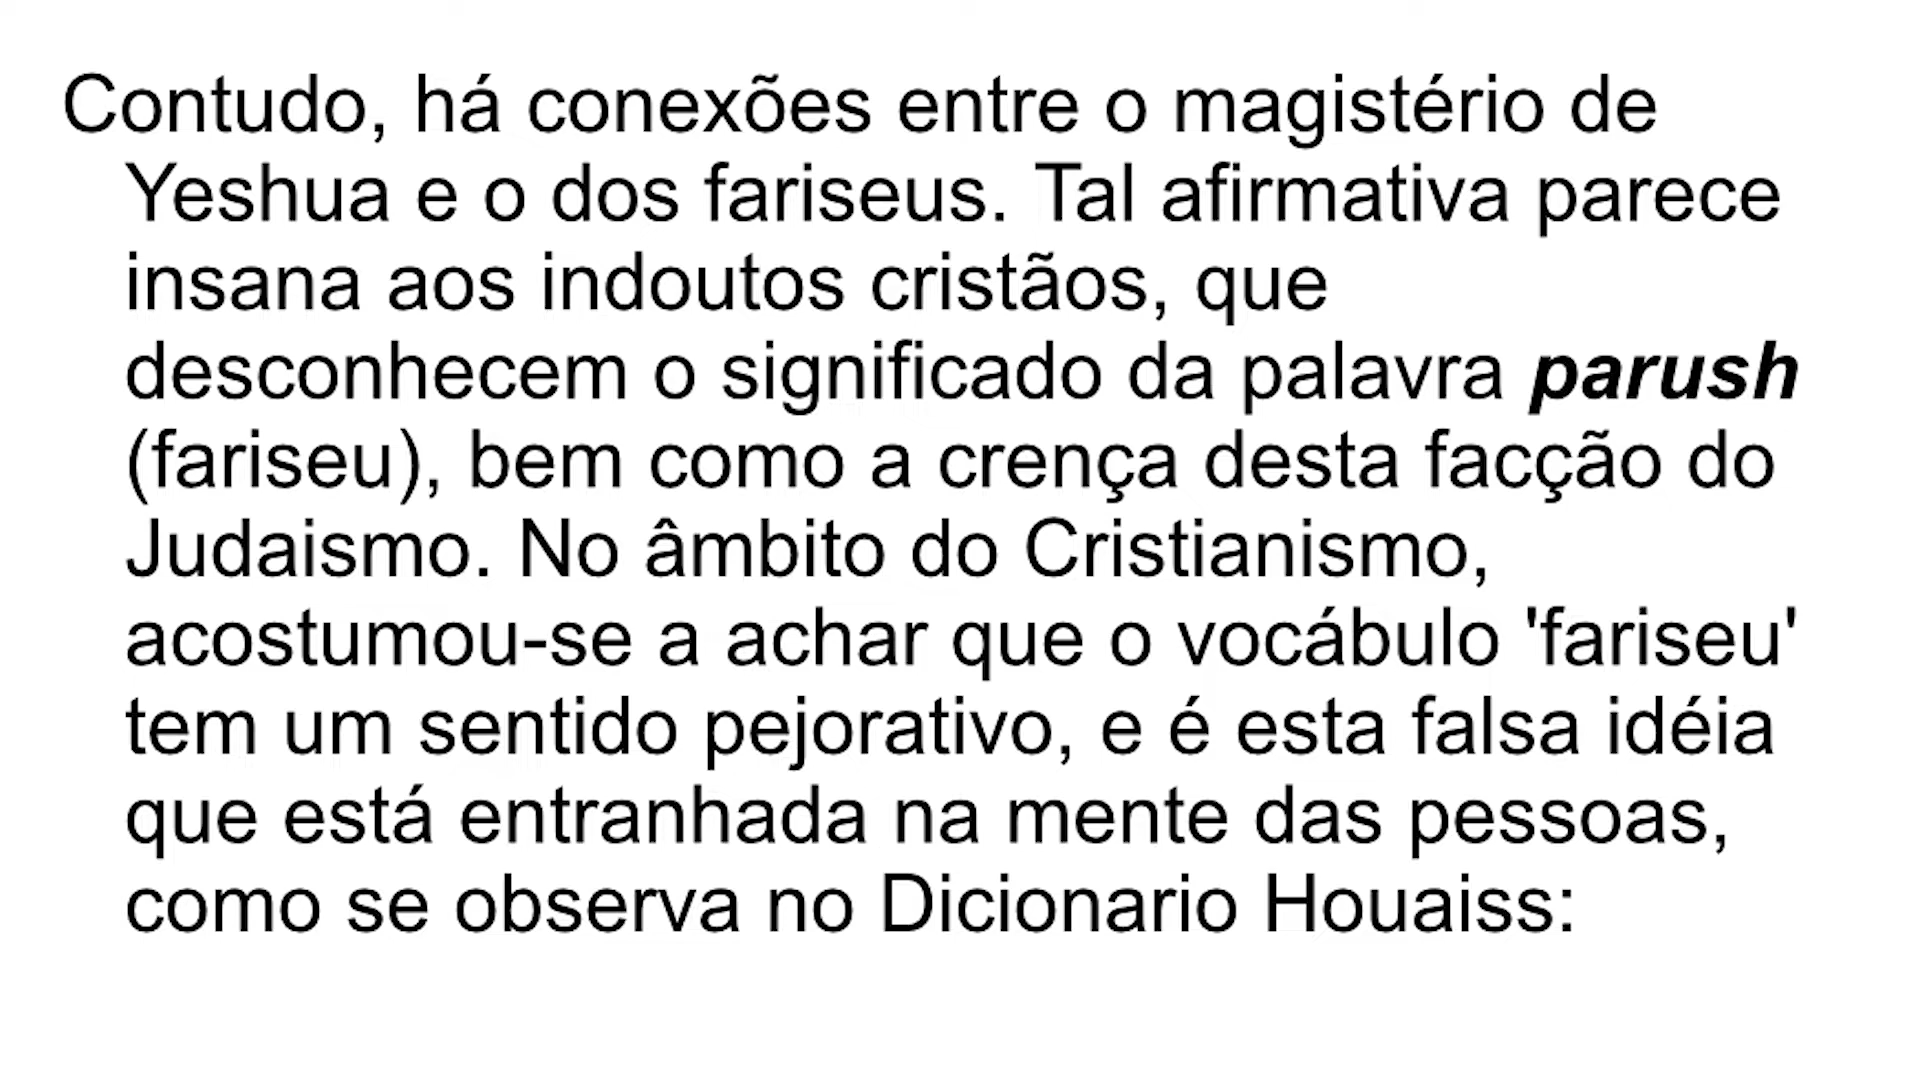 Contudo, há conexões entre o magistério de
Yeshua e o dos fariseus. Tal afirmativa parece
insana aos indoutos cristãos, que
desconhecem o significado da palavra parush
(fariseu), bem como a crença desta facção do
Judaismo. No âmbito do Cristianismo,
acostumou-se a achar que o vocábulo 'fariseu'
tem um sentido pejorativo, e é esta falsa idéia
que está entranhada na mente das pessoas,
como se observa no Dicionario Houaiss: